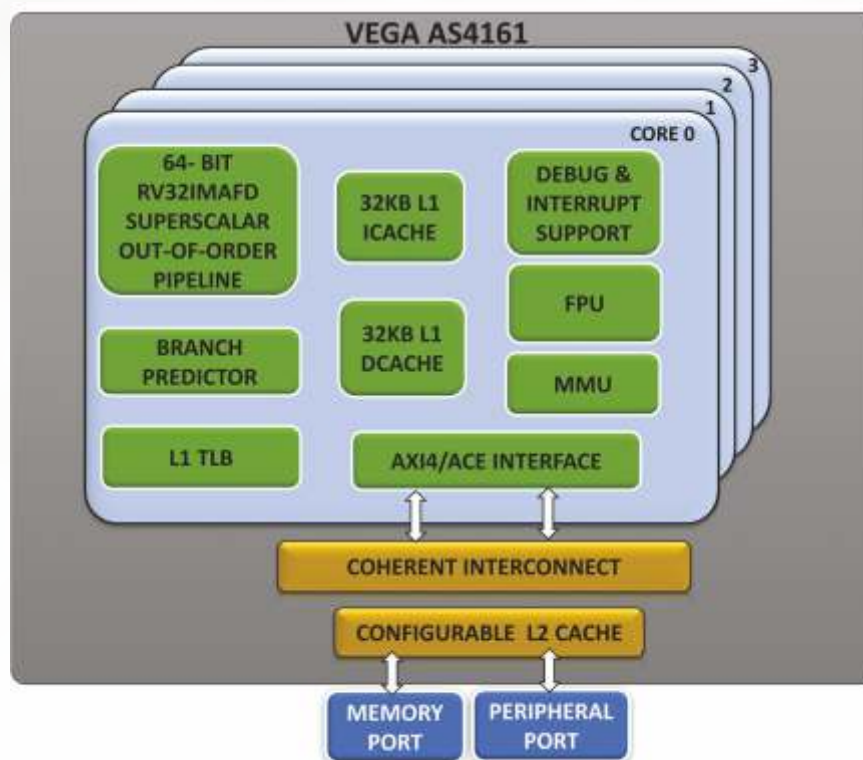 VEGA AS4161
3
2
1
CORE 0
64- BIT
RV32IMAFD
SUPERSCALAR
OUT-OF-ORDER
PIPELINE
32KB L1
ICACHE
DEBUG &
INTERRUPT
SUPPORT
FPU
BRANCH
PREDICTOR
32KB L1
DCACHE
MMU
L1 TLB
AXI4/ACE INTERFACE
COHERENT INTERCONNECT
CONFIGURABLE L2 CACHE
MEMORY
PORT
PERIPHERAL
PORT